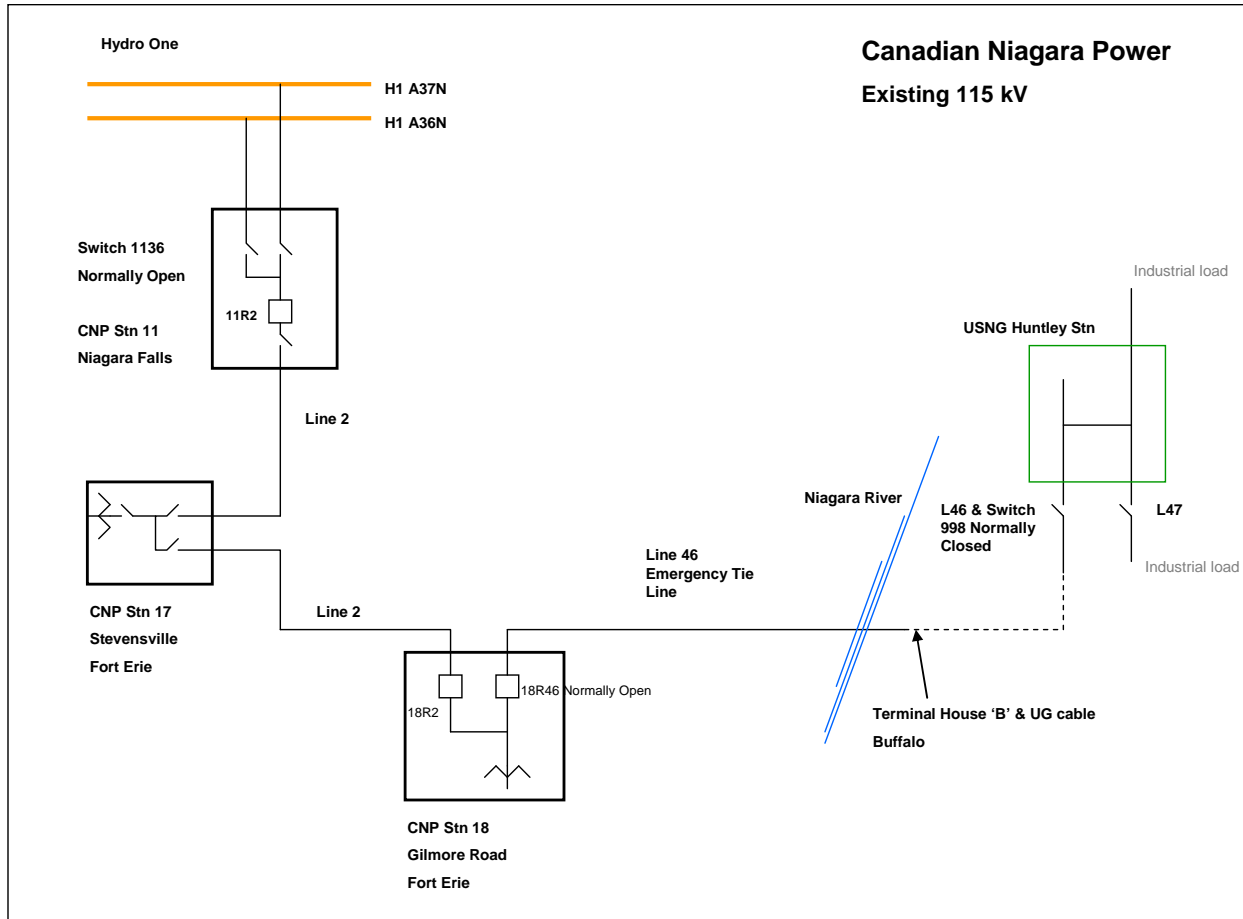 Hydro One
Canadian Niagara Power
Existing 115 kV
H1 A37N
H1 A36N
Switch 1136
Normally Open
11R2
CNP Stn 11
Niagara Falls
Line 2
Industrial load
USNG Huntley Stn
Niagara River
L46 & Switch
998 Normally
Closed
L47
Industrial load
Line 46
Emergency Tie
Line
CNP Stn 17
Stevensville
Fort Erie
Line 2
18R46 Normally Open
18R2
Terminal House ‘B’ & UG cable
Buffalo
CNP Stn 18
Gilmore Road
Fort Erie